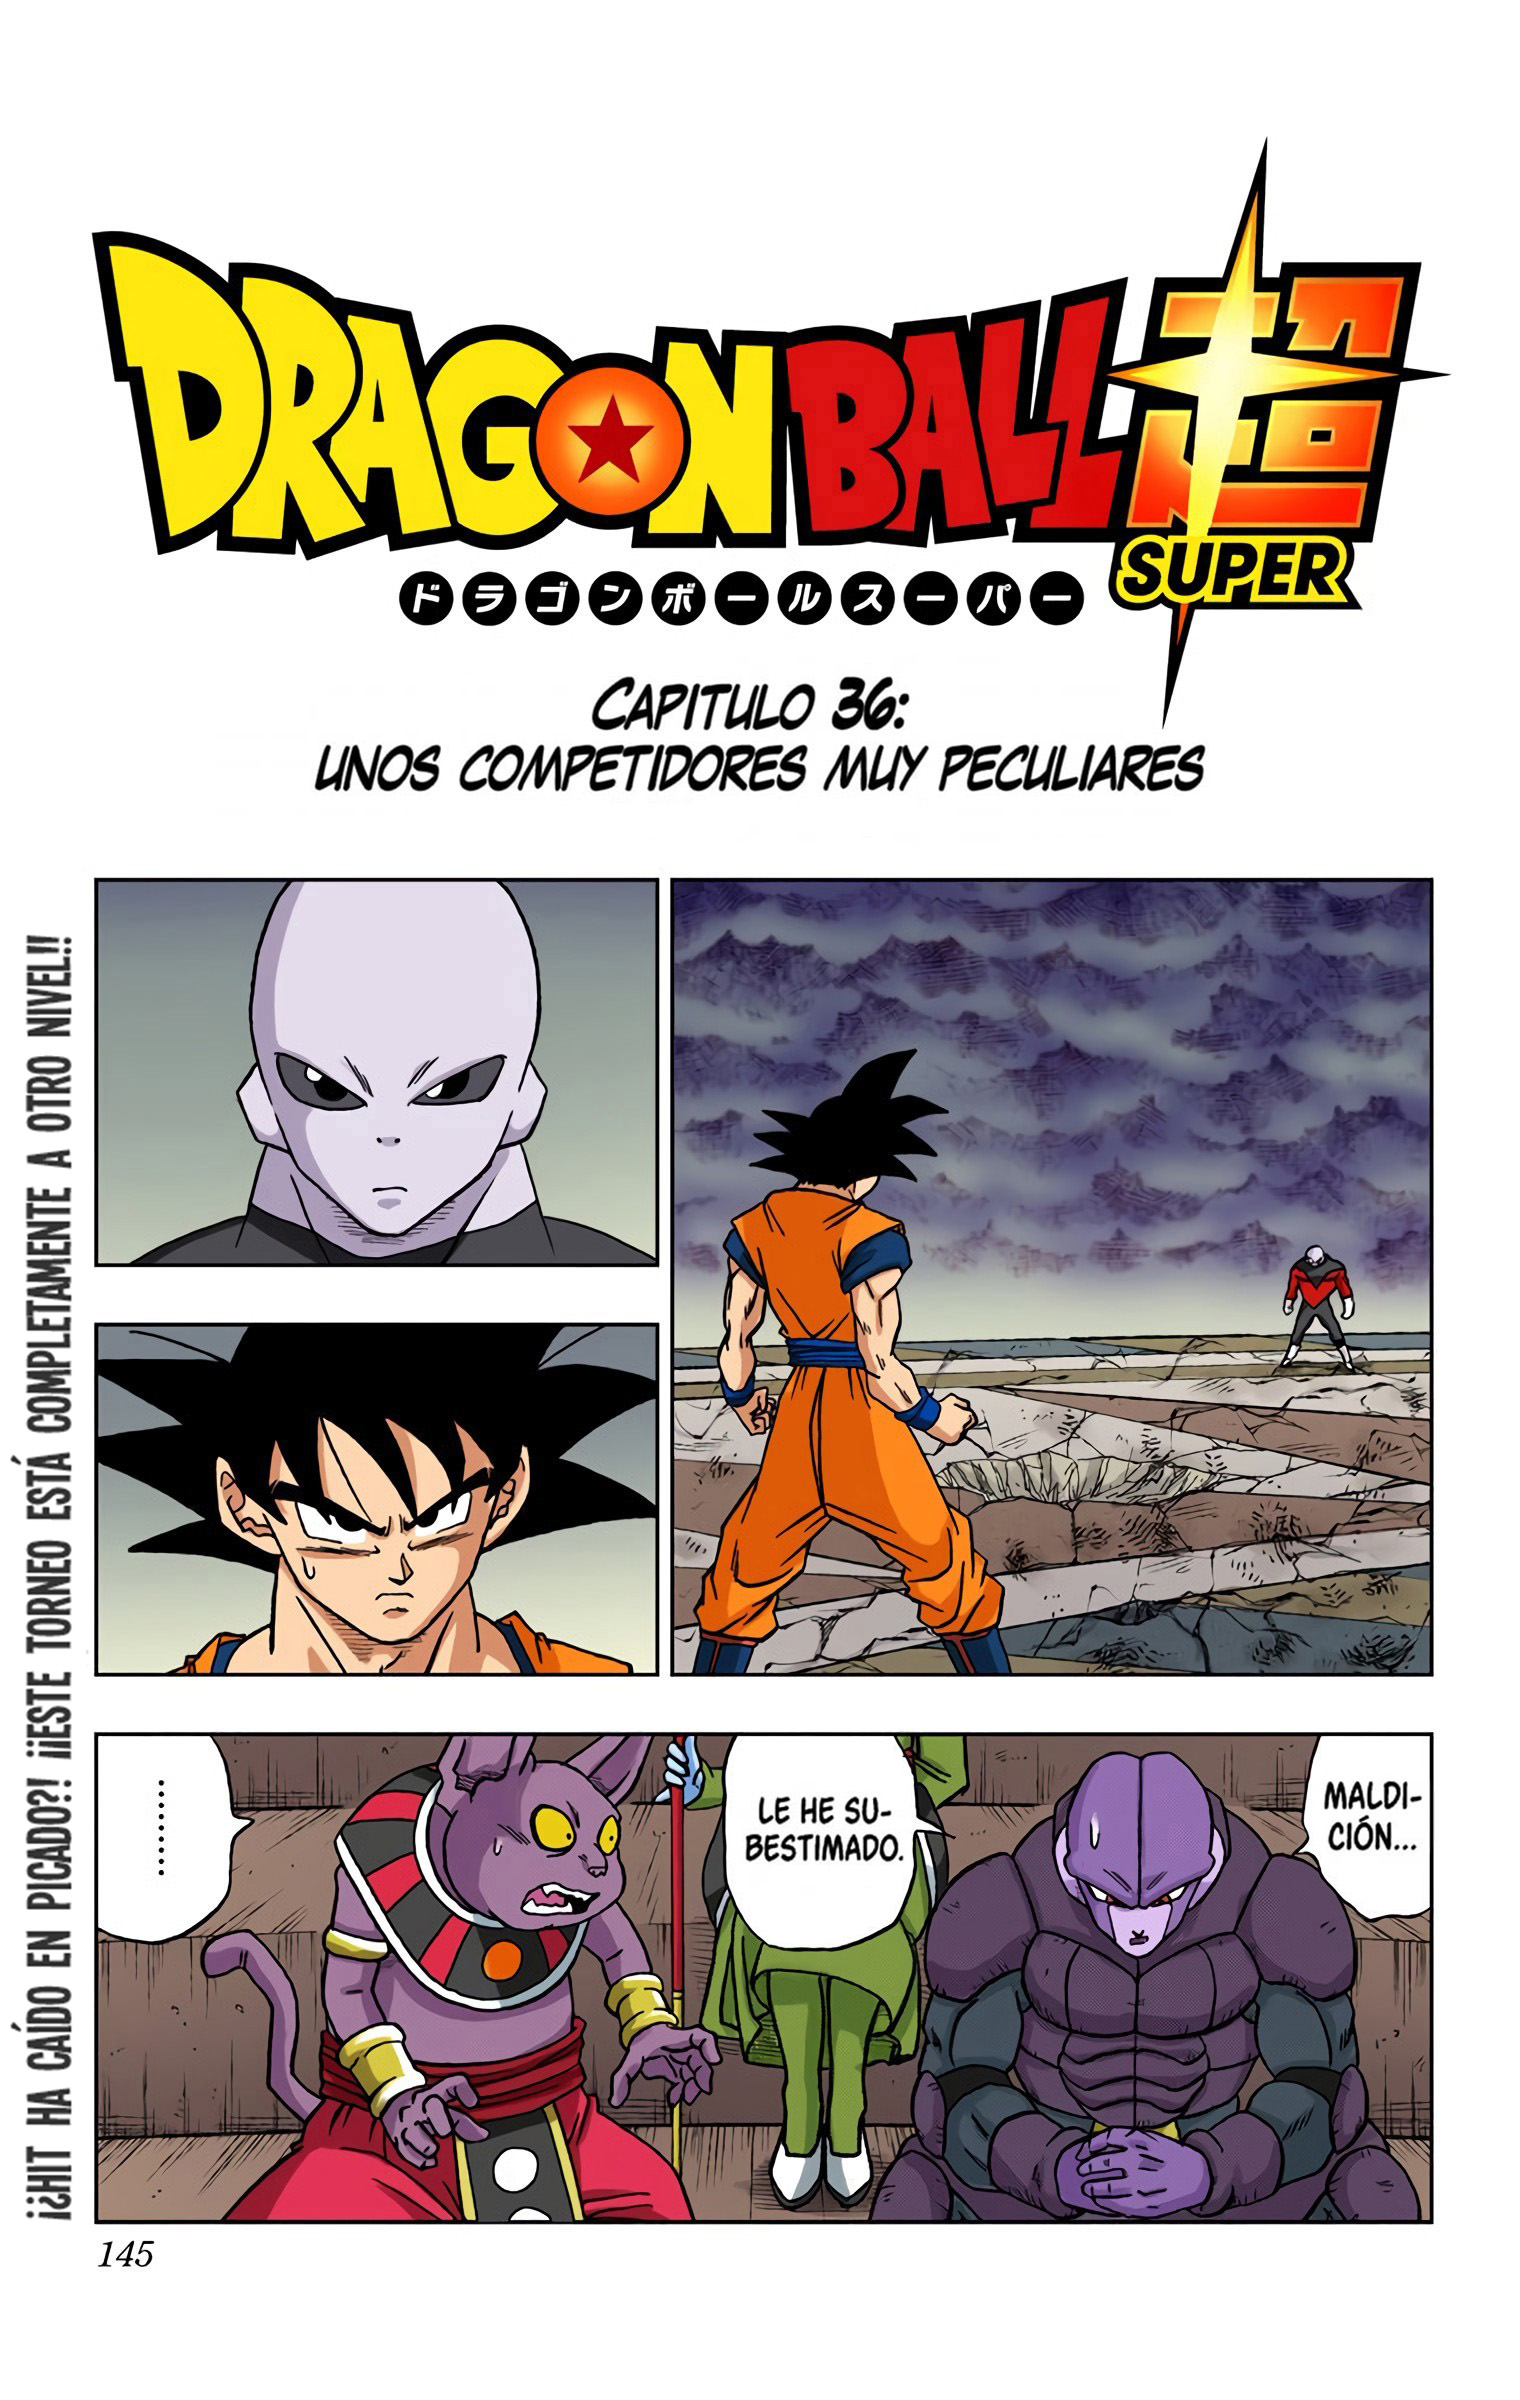 DRAGON BALL 超
SUPER
ドラゴンボールスーパー
CAPITULO 36:
UNOS COMPETIDORES MUY PECULIARES
¡¿¡HIT HA CAÍDO EN PICADO?! ¡¡ESTE TORNEO ESTÁ COMPLETAMENTE A OTRO NIVEL!!
MALDI-
CIÓN...
LE HE SU-
BESTIMADO.
.........
145